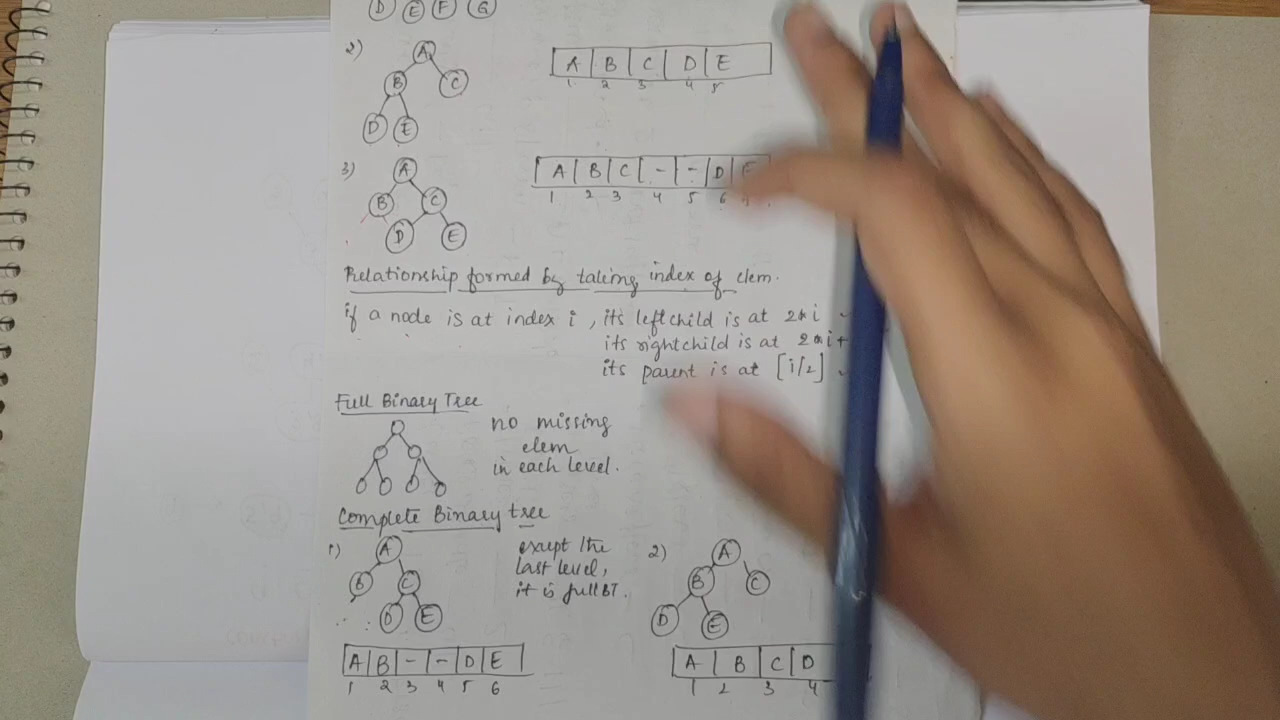 D E F G
2)
A
B C
D E
A B C D E
1 2 3 4 5
3)
A
B C
D E
A B C - - D E
1 2 3 4 5 6
Relationship formed by taking index of elem.
if a node is at index i, its leftchild is at 2*i
its rightchild is at 2*i+
its parent is at [i/2]
Full Binary Tree
no missing
elem
in each level.
Complete Binary tree
1)
A
B C
D E
except the
last level,
it is full BT.
A B - - D E
1 2 3 4 5 6
2)
A
B C
D E
A B C D
1 2 3 4